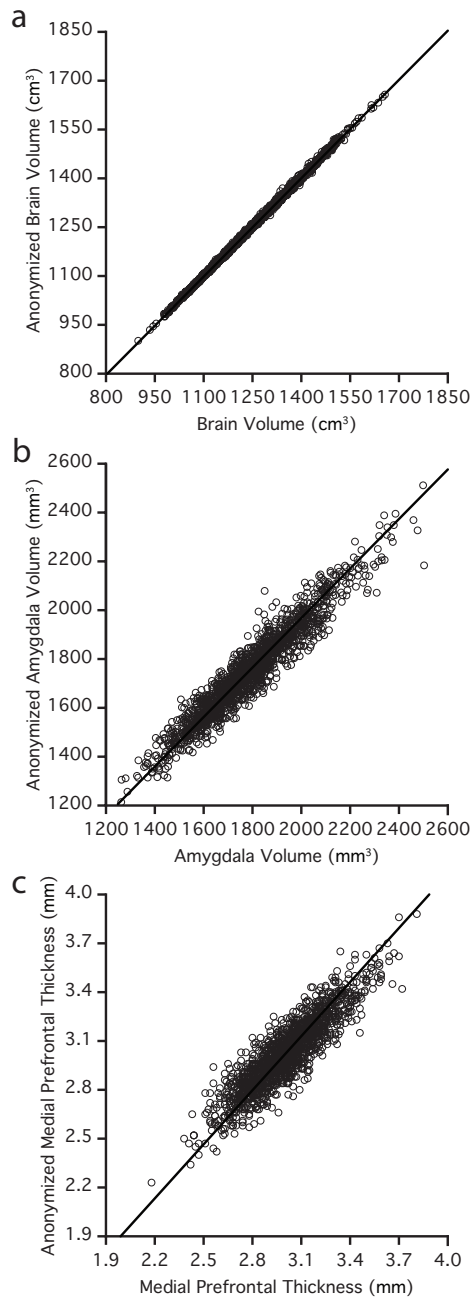 a
1850
1700
1550
1400
1250
1100
950
800
Anonymized Brain Volume (cm³)
800 950 1100 1250 1400 1550 1700 1850
Brain Volume (cm³)
b
2600
2400
2200
2000
1800
1600
1400
1200
Anonymized Amygdala Volume (mm³)
1200 1400 1600 1800 2000 2200 2400 2600
Amygdala Volume (mm³)
c
4.0
3.7
3.4
3.1
2.8
2.5
2.2
1.9
Anonymized Medial Prefrontal Thickness (mm)
1.9 2.2 2.5 2.8 3.1 3.4 3.7 4.0
Medial Prefrontal Thickness (mm)